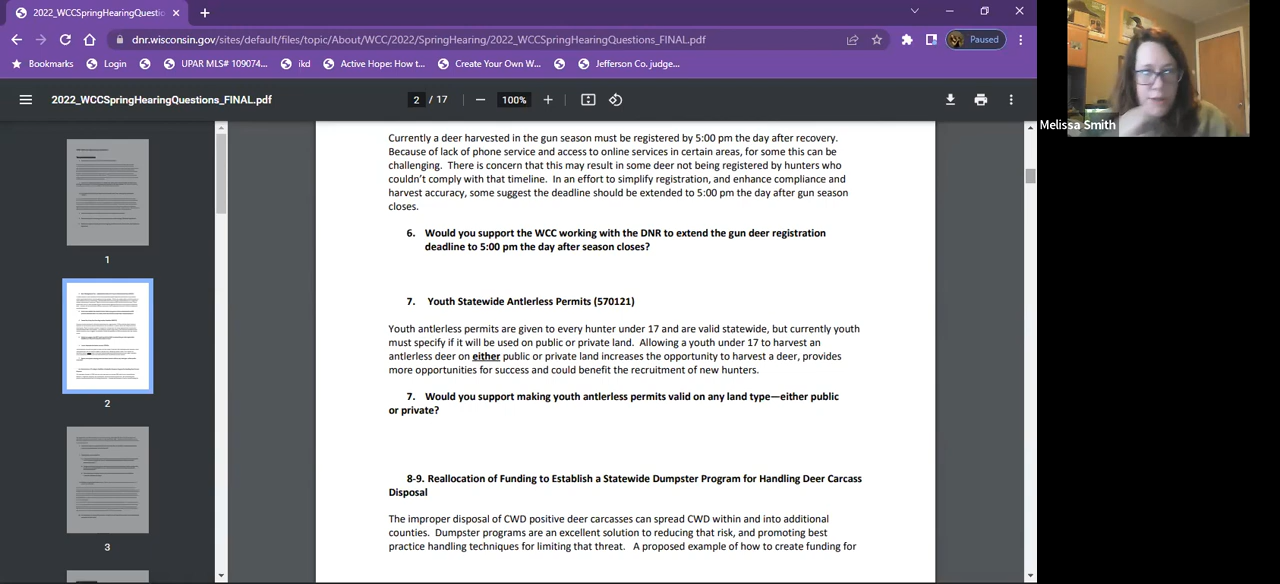 2022_WCCSpringHearingQuestio
dnr.wisconsin.gov/sites/default/files/topic/About/WCC/2022/SpringHearing/2022_WCCSpringHearingQuestions_FINAL.pdf
Paused
Bookmarks Login UPAR MLS# 109074... ikd Active Hope: How t... Create Your Own W... Jefferson Co. judge...
2022_WCCSpringHearingQuestions_FINAL.pdf 2 / 17 100%
Melissa Smith
1
2
3
Currently a deer harvested in the gun season must be registered by 5:00 pm the day after recovery.
Because of lack of phone service and access to online services in certain areas, for some this can be
challenging. There is concern that this may result in some deer not being registered by hunters who
couldn't comply with that timeline. In an effort to simplify registration, and enhance compliance and
harvest accuracy, some suggest the deadline should be extended to 5:00 pm the day after gun season
closes.
6. Would you support the WCC working with the DNR to extend the gun deer registration
deadline to 5:00 pm the day after season closes?
7. Youth Statewide Antlerless Permits (570121)
Youth antlerless permits are given to every hunter under 17 and are valid statewide, but currently youth
must specify if it will be used on public or private land. Allowing a youth under 17 to harvest an
antlerless deer on either public or private land increases the opportunity to harvest a deer, provides
more opportunities for success and could benefit the recruitment of new hunters.
7. Would you support making youth antlerless permits valid on any land type—either public
or private?
8-9. Reallocation of Funding to Establish a Statewide Dumpster Program for Handling Deer Carcass
Disposal
The improper disposal of CWD positive deer carcasses can spread CWD within and into additional
counties. Dumpster programs are an excellent solution to reducing that risk, and promoting best
practice handling techniques for limiting that threat. A proposed example of how to create funding for